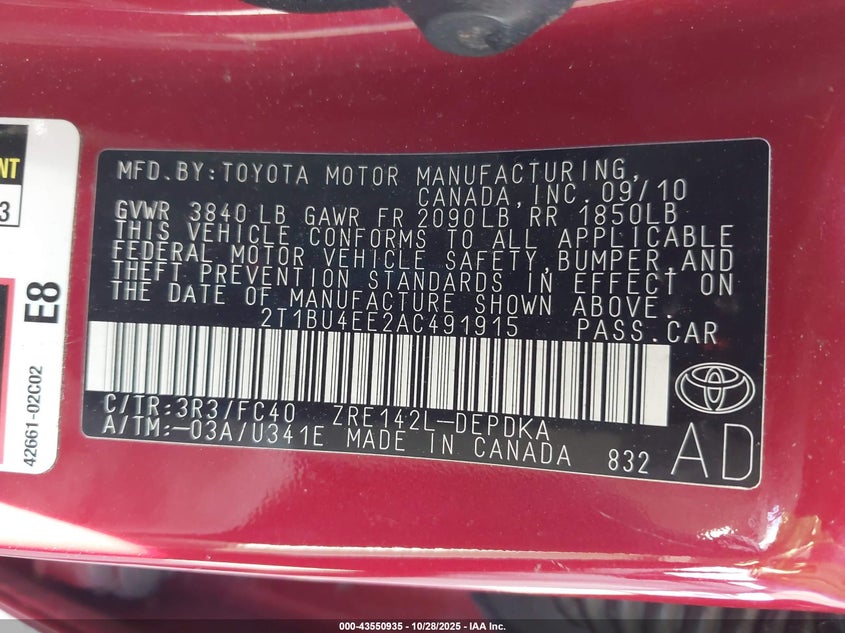 NT
3
E8
42661-02C02
MFD.BY:TOYOTA MOTOR MANUFACTURING,
CANADA,INC. 09/10
GVWR 3840 LB GAWR FR 2090LB RR 1850LB
THIS VEHICLE CONFORMS TO ALL APPLICABLE
FEDERAL MOTOR VEHICLE SAFETY,BUMPER,AND
THEFT PREVENTION STANDARDS IN EFFECT ON
THE DATE OF MANUFACTURE SHOWN ABOVE.
2T1BU4EE2AC491915 PASS.CAR
C/TR:3R3/FC40 ZRE142L-DEPDKA
A/TM:-03A/U341E MADE IN CANADA 832
AD
000-43550935 - 10/28/2025 - IAA Inc.